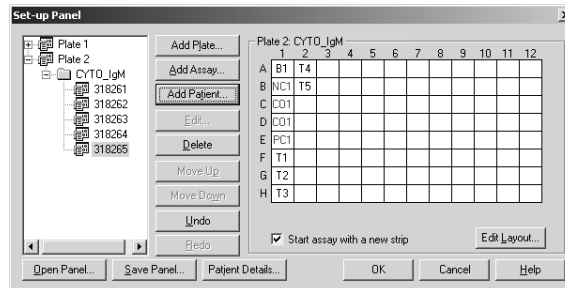 Set-up Panel
Plate 1
Plate 2
CYTO_IgM
318261
318262
318263
318264
318265
Add Plate...
Add Assay...
Add Patient...
Edit...
Delete
Move Up
Move Down
Undo
Redo
Plate 2: CYTO_IgM
1 2 3 4 5 6 7 8 9 10 11 12
A B1 T4
B NC1 T5
C CO1
D CO1
E PC1
F T1
G T2
H T3
Start assay with a new strip
Edit Layout...
Open Panel... Save Panel... Patient Details... OK Cancel Help